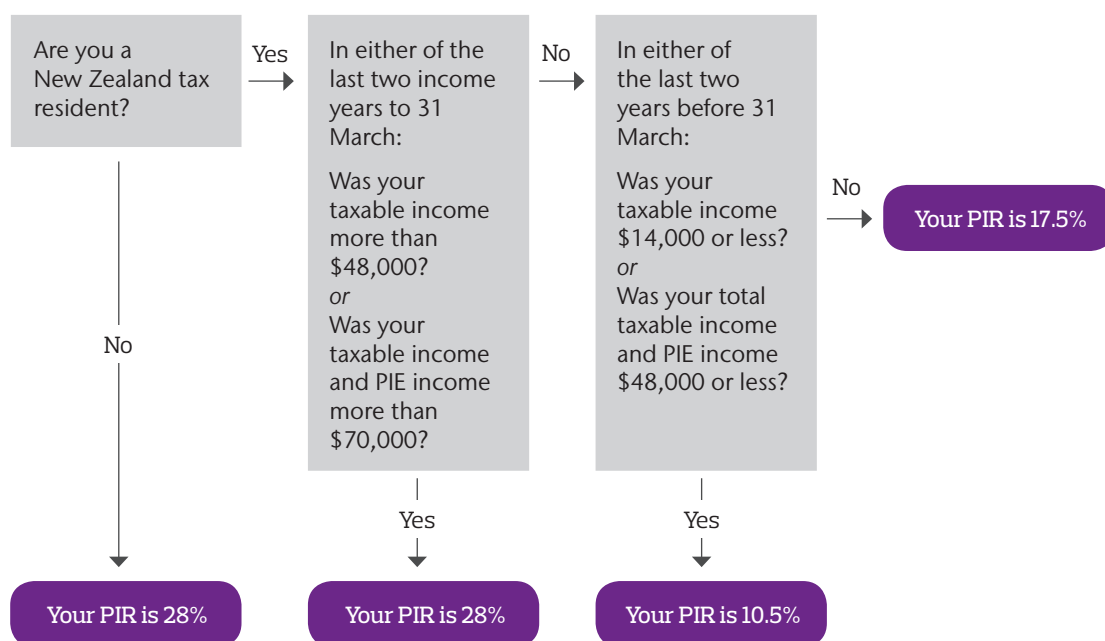 Are you a
New Zealand tax
resident?
Yes
In either of the
last two income
years to 31
March:
Was your
taxable income
more than
$48,000?
or
Was your
taxable income
and PIE income
more than
$70,000?
No
In either of
the last two
years before 31
March:
Was your
taxable income
$14,000 or less?
or
Was your total
taxable income
and PIE income
$48,000 or less?
No
Your PIR is 17.5%
No
Yes
Yes
Your PIR is 28%
Your PIR is 28%
Your PIR is 10.5%